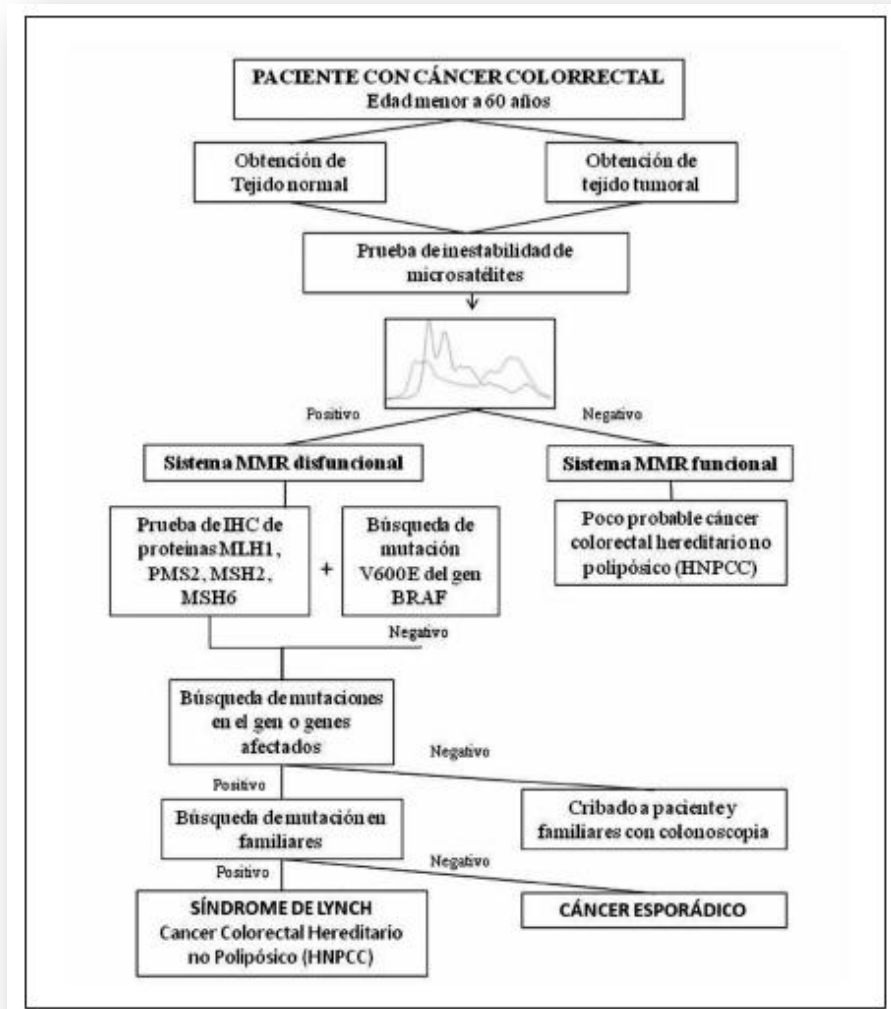 PACIENTE CON CÁNCER COLORRECTAL
Edad menor a 60 años
Obtención de
Tejido normal
Obtención de
tejido tumoral
Prueba de inestabilidad de
microsatélites
Positivo
Negativo
Sistema MMR disfuncional
Sistema MMR funcional
Prueba de IHC de
proteínas MLH1,
PMS2, MSH2,
MSH6
+
Búsqueda de
mutación
V600E del gen
BRAF
Poco probable cáncer
colorectal hereditario no
polipósico (HNPCC)
Negativo
Búsqueda de mutaciones
en el gen o genes
afectados
Negativo
Positivo
Búsqueda de mutación en
familiares
Cribado a paciente y
familiares con colonoscopia
Positivo
Negativo
SÍNDROME DE LYNCH
Cancer Colorectal Hereditario
no Polipósico (HNPCC)
CÁNCER ESPORÁDICO